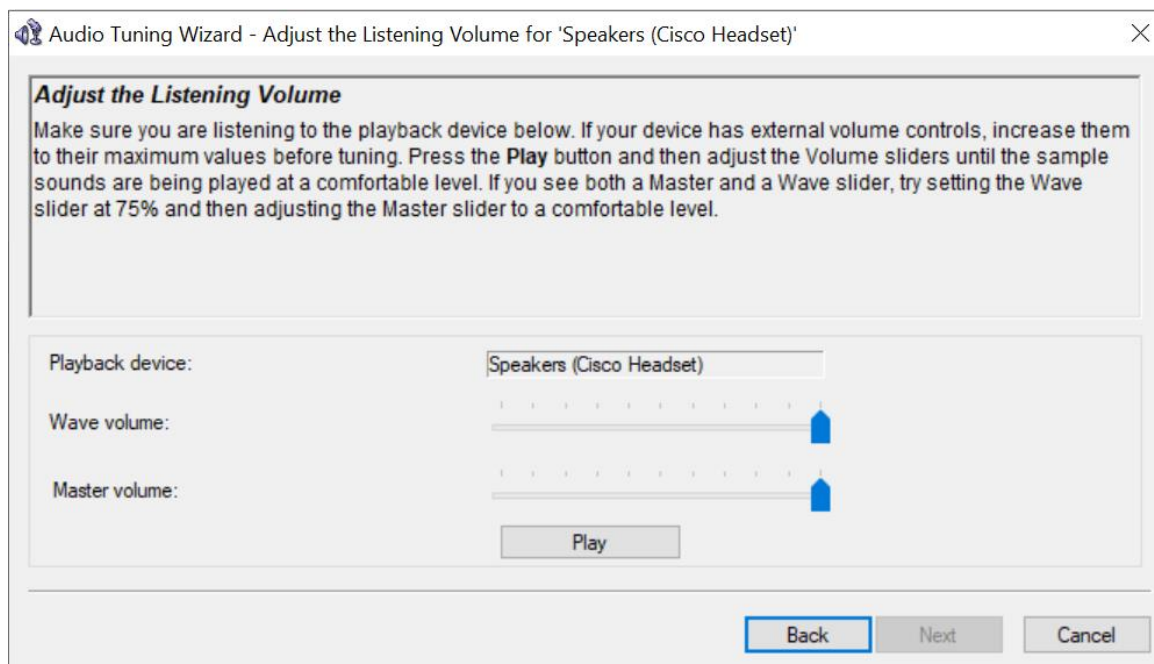 Audio Tuning Wizard - Adjust the Listening Volume for 'Speakers (Cisco Headset)'
Adjust the Listening Volume
Make sure you are listening to the playback device below. If your device has external volume controls, increase them
to their maximum values before tuning. Press the Play button and then adjust the Volume sliders until the sample
sounds are being played at a comfortable level. If you see both a Master and a Wave slider, try setting the Wave
slider at 75% and then adjusting the Master slider to a comfortable level.
Playback device:
Speakers (Cisco Headset)
Wave volume:
Master volume:
Play
Back
Next
Cancel